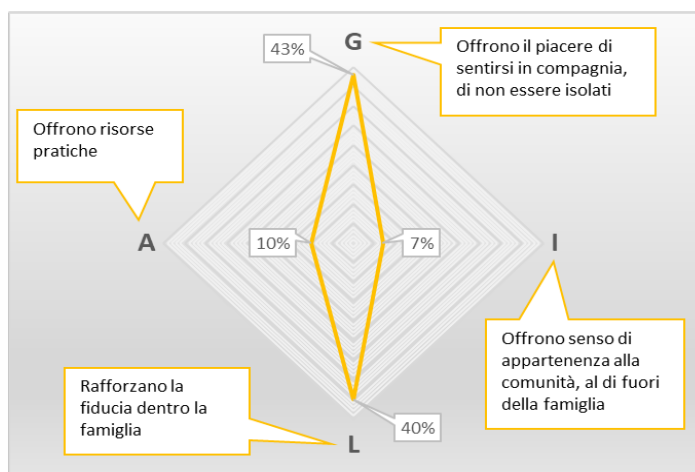 G
43%
Offrono il piacere di
sentirsi in compagnia,
di non essere isolati
Offrono risorse
pratiche
A
10%
7%
I
Offrono senso di
appartenenza alla
comunità, al di fuori
della famiglia
Rafforzano la
fiducia dentro la
famiglia
40%
L